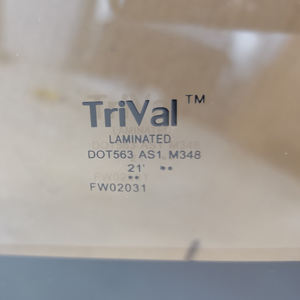 TriVal™
LAMINATED
DOT563 AS1 M348
21' ••
••
FW02031